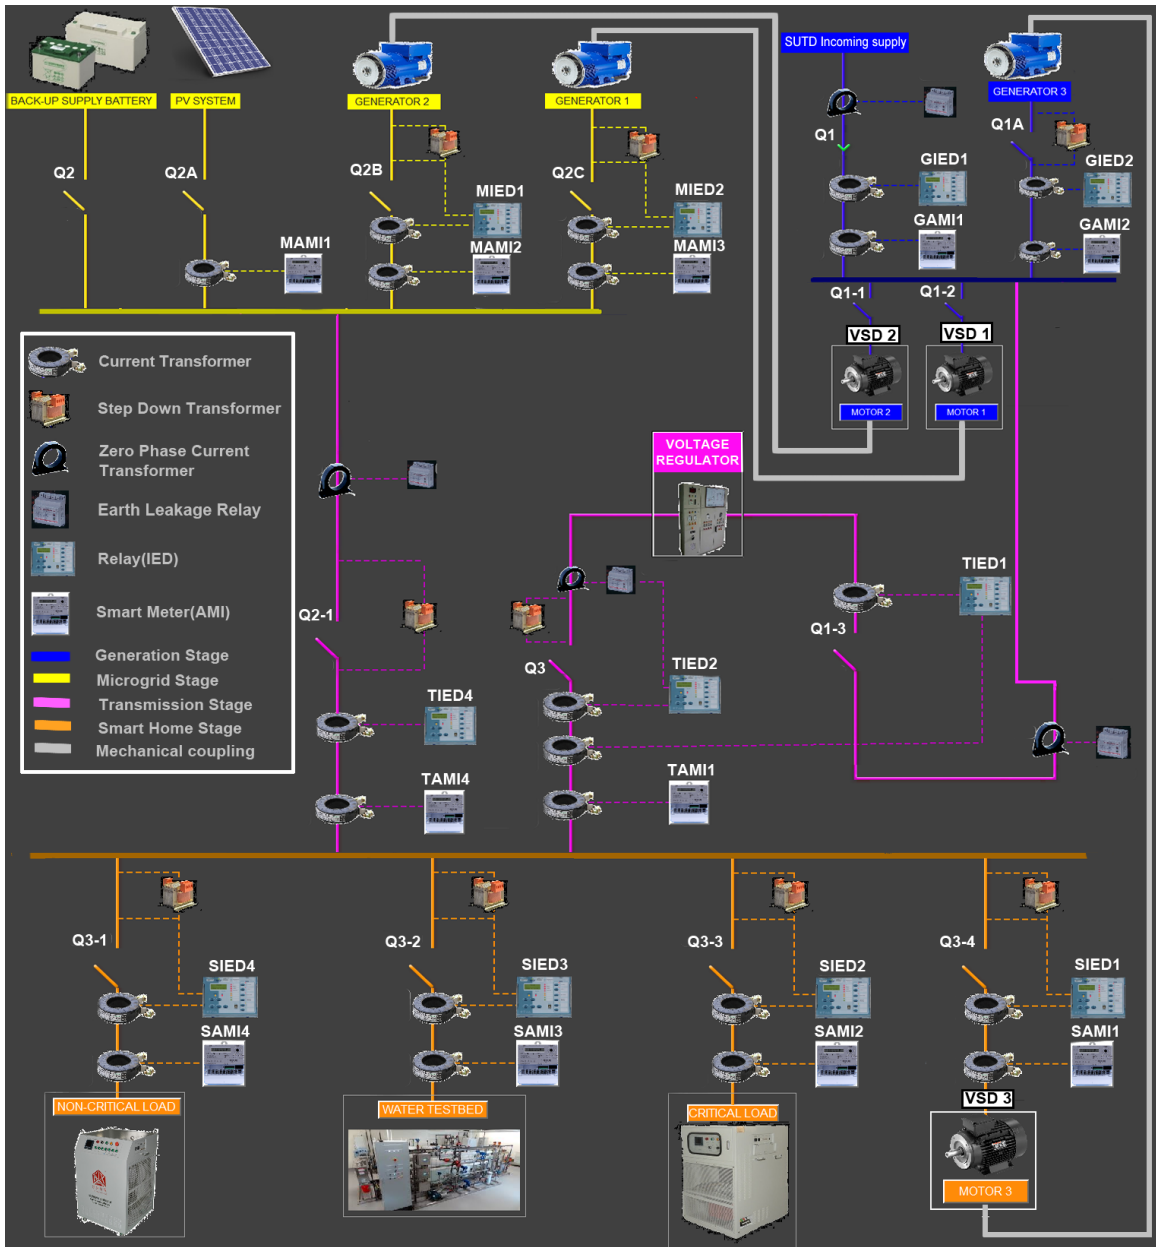 SUTD Incoming supply
BACK-UP SUPPLY BATTERY
PV SYSTEM
GENERATOR 2
GENERATOR 1
GENERATOR 3
Q1
Q1A
Q2
Q2A
Q2B
Q2C
MIED1
MIED2
GIED1
GIED2
MAMI1
MAMI2
MAMI3
GAMI1
GAMI2
Q1-1
Q1-2
VSD 2
VSD 1
MOTOR 2
MOTOR 1
Current Transformer
Step Down Transformer
Zero Phase Current
Transformer
Earth Leakage Relay
Relay(IED)
Smart Meter(AMI)
Generation Stage
Microgrid Stage
Transmission Stage
Smart Home Stage
Mechanical coupling
VOLTAGE
REGULATOR
TIED1
Q2-1
Q3
Q1-3
TIED2
TIED4
TAMI4
TAMI1
Q3-1
Q3-2
Q3-3
Q3-4
SIED4
SIED3
SIED2
SIED1
SAMI4
SAMI3
SAMI2
SAMI1
NON-CRITICAL LOAD
WATER TESTBED
CRITICAL LOAD
VSD 3
MOTOR 3